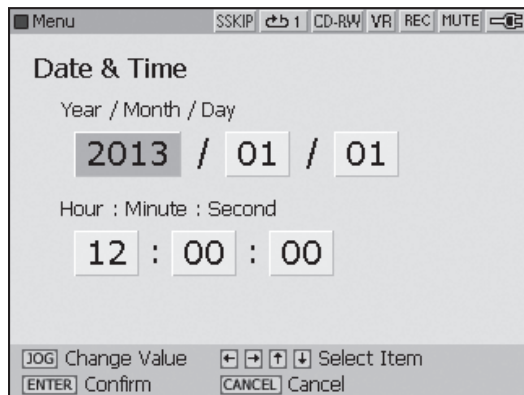 Menu SSKIP 1 CD-RW VR REC MUTE
Date & Time
Year / Month / Day
2013 / 01 / 01
Hour : Minute : Second
12 : 00 : 00
JOG Change Value ← → ↑ ↓ Select Item
ENTER Confirm CANCEL Cancel